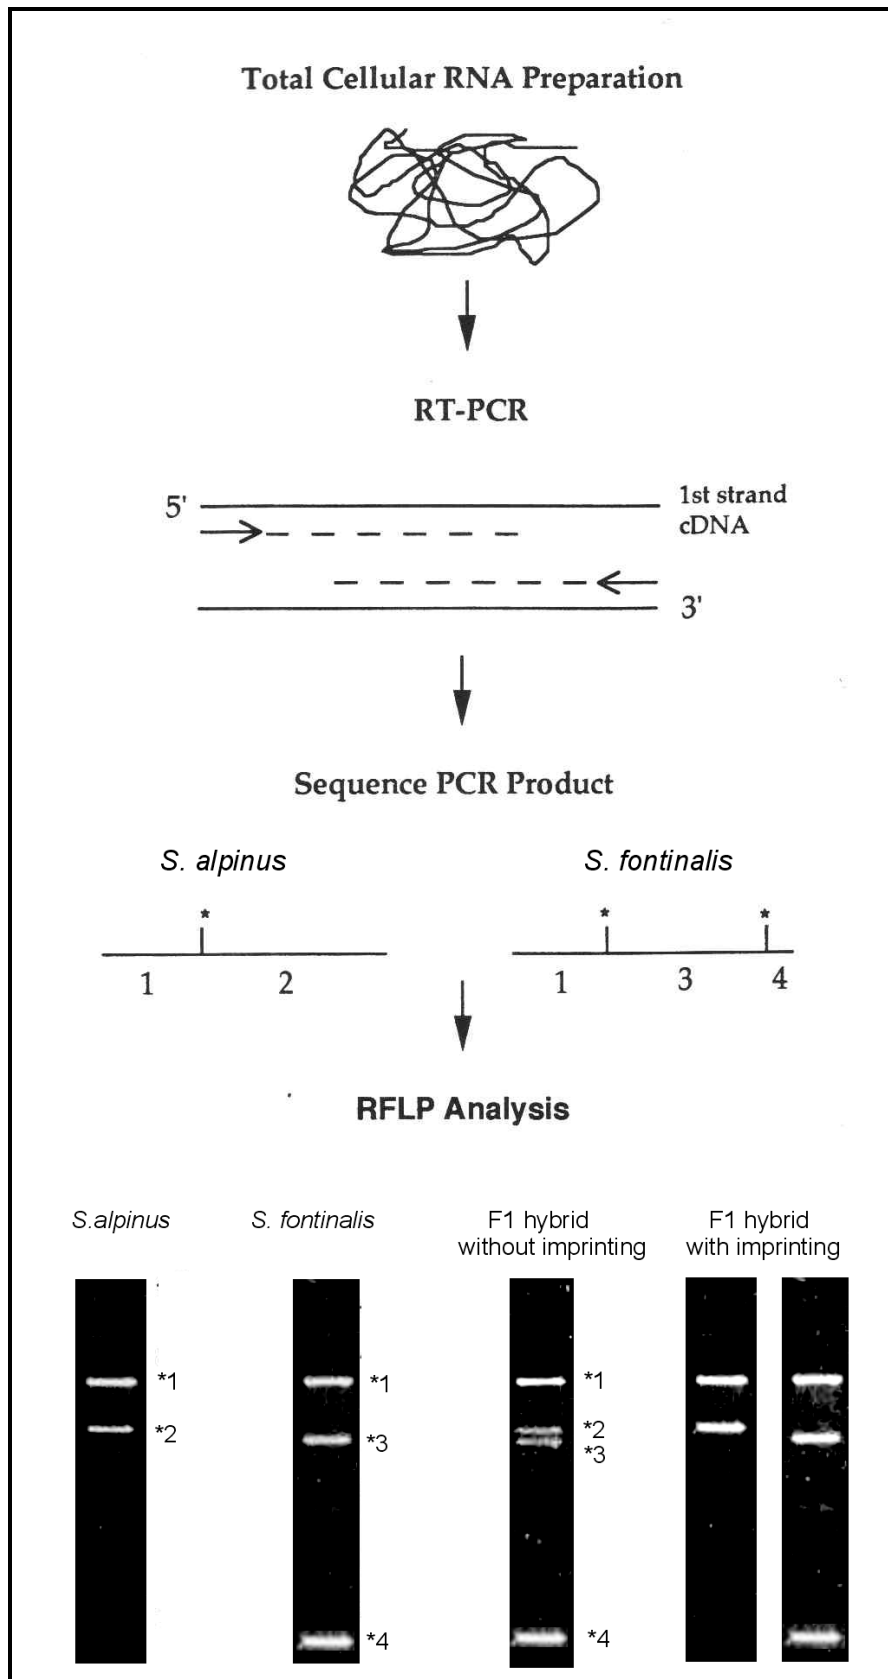 Total Cellular RNA Preparation
RT-PCR
5'
1st strand
cDNA
3'
Sequence PCR Product
S. alpinus
S. fontinalis
*
* *
1 2
1 3 4
RFLP Analysis
S.alpinus
S. fontinalis
F1 hybrid
without imprinting
F1 hybrid
with imprinting
*1
*2
*1
*3
*4
*1
*2
*3
*4